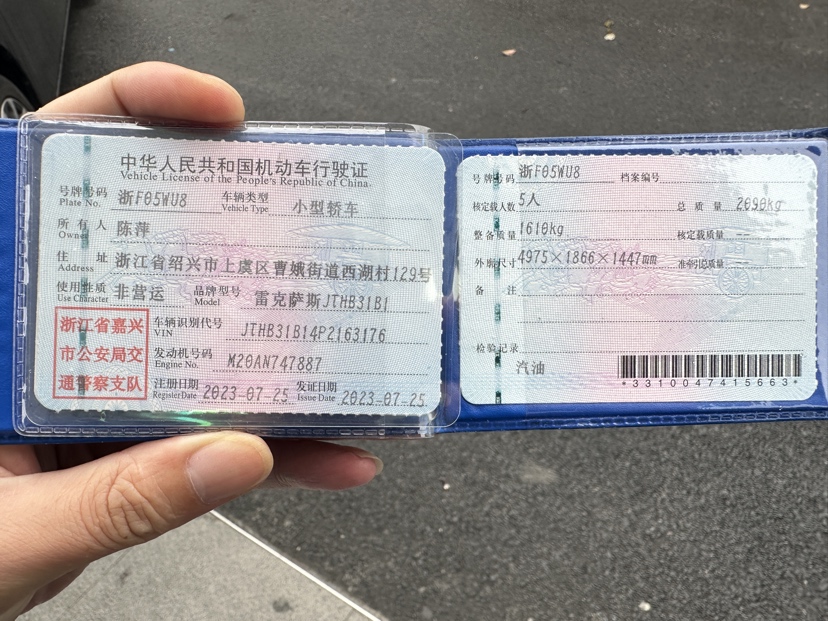 中华人民共和国机动车行驶证
Vehicle License of the People's Republic of China
号牌号码 浙F05WU8 车辆类型 小型轿车
Plate No. Vehicle Type
所有人 陈萍
Owner
住址 浙江省绍兴市上虞区曹娥街道西湖村129号
Address
使用性质 非营运 品牌型号 雷克萨斯JTHB31B1
Use Character Model
浙江省嘉兴
市公安局交
通警察支队
车辆识别代号 JTHB31B14P2163176
VIN
发动机号码 M20AN747887
Engine No.
注册日期 2023-07-25 发证日期 2023-07-25
Register Date Issue Date
号牌号码 浙F05WU8 档案编号
核定载人数 5人 总质量 2090kg
整备质量 1610kg 核定载质量 --
外廓尺寸 4975×1866×1447mm 准牵引总质量 --
备注
检验记录
汽油
*3310047415663*